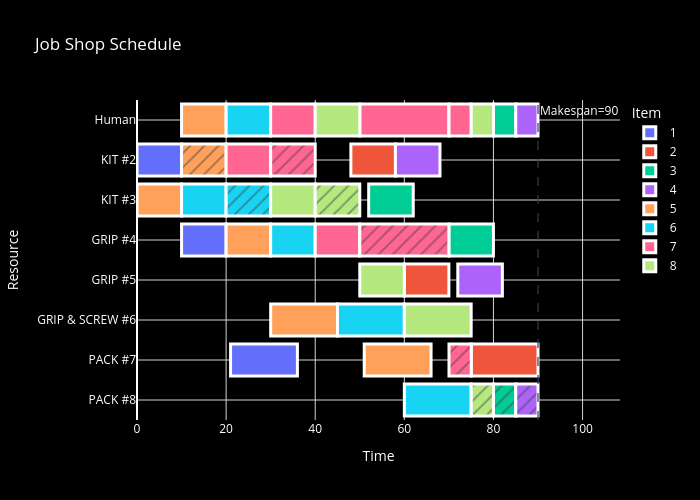 Job Shop Schedule
Makespan=90
Item
1
2
3
4
5
6
7
8
Resource
Human
KIT #2
KIT #3
GRIP #4
GRIP #5
GRIP & SCREW #6
PACK #7
PACK #8
0 20 40 60 80 100
Time